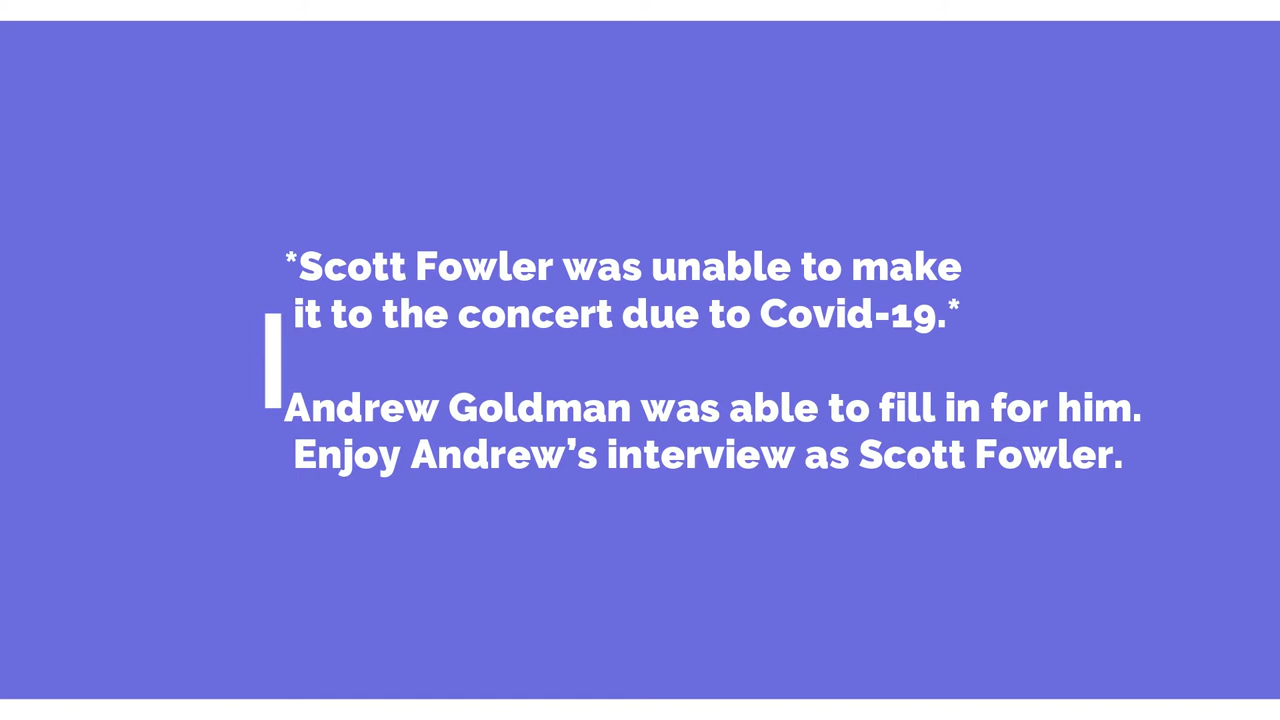 *Scott Fowler was unable to make
it to the concert due to Covid-19.*
Andrew Goldman was able to fill in for him.
Enjoy Andrew’s interview as Scott Fowler.